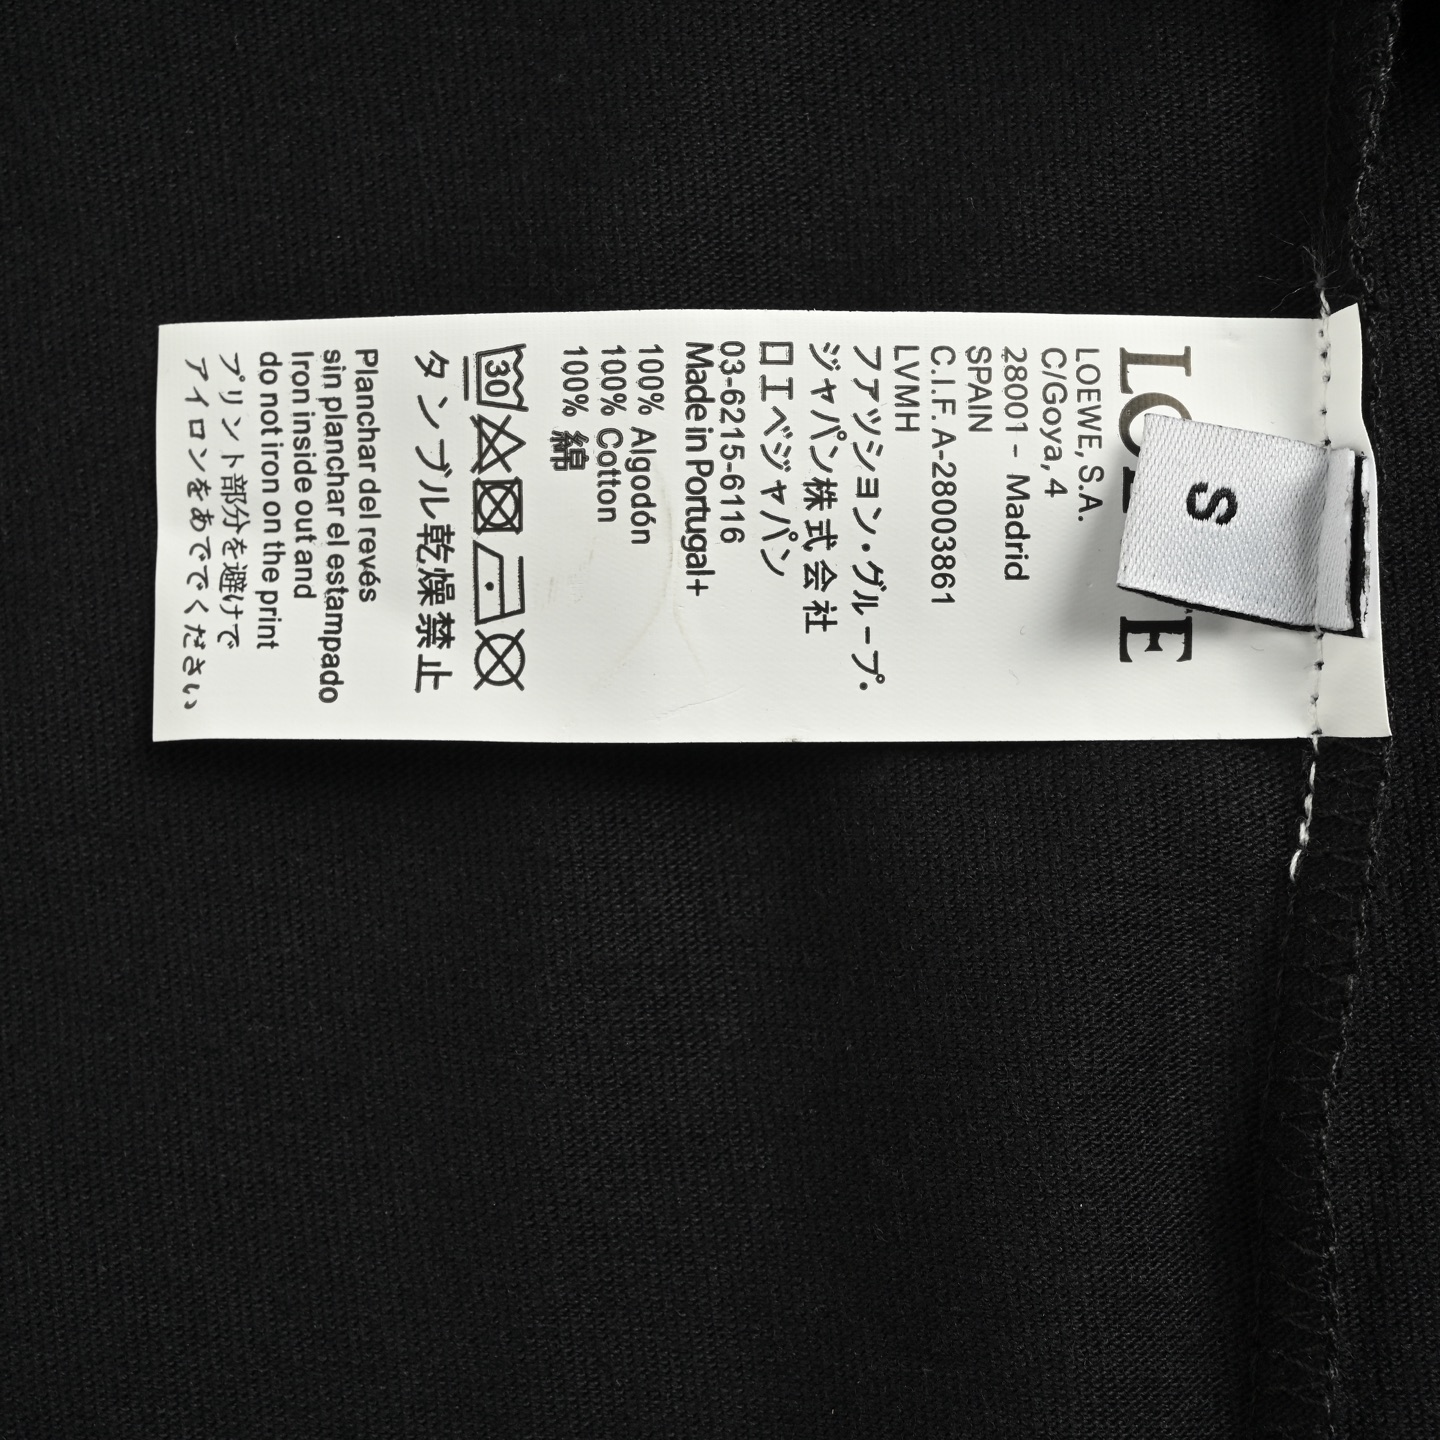 LOEWE
S
LOEWE, S.A.
C/Goya, 4
28001 - Madrid
SPAIN
C.I.F. A-28003861
LVMH
ファッション・グループ・
ジャパン株式会社
ロエベジャパン
03-6215-6116
Made in Portugal+
100% Algodón
100% Cotton
100% 綿
30
タンブル乾燥禁止
Planchar del revés
sin planchar el estampado
Iron inside out and
do not iron on the print
プリント部分を避けて
アイロンをあててください